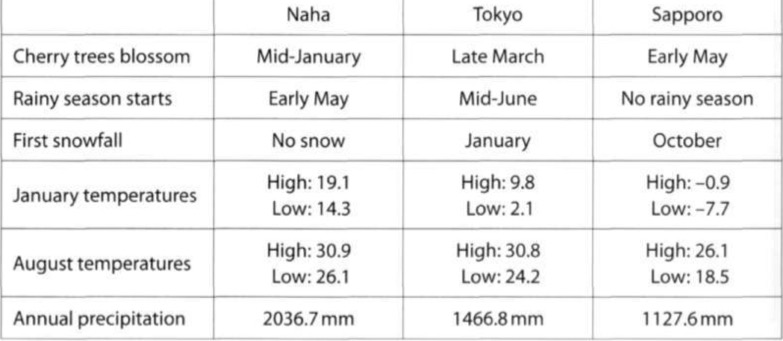 Naha Tokyo Sapporo
Cherry trees blossom Mid-January Late March Early May
Rainy season starts Early May Mid-June No rainy season
First snowfall No snow January October
January temperatures High: 19.1 High: 9.8 High: –0.9
Low: 14.3 Low: 2.1 Low: –7.7
August temperatures High: 30.9 High: 30.8 High: 26.1
Low: 26.1 Low: 24.2 Low: 18.5
Annual precipitation 2036.7 mm 1466.8 mm 1127.6 mm